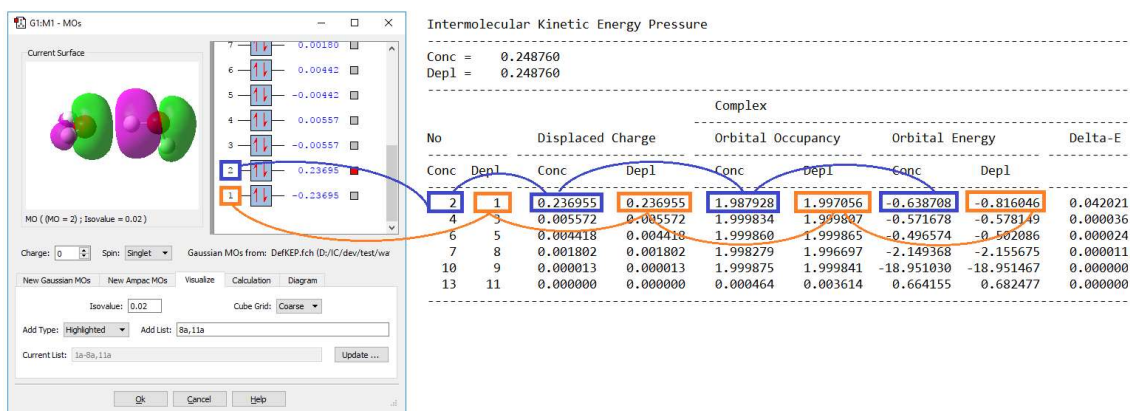 G1:M1 - MOs
Current Surface
MO ( (MO = 2) ; Isovalue = 0.02 )
7 0.00180
6 0.00442
5 -0.00442
4 0.00557
3 -0.00557
2 0.23695
1 -0.23695
Charge: 0 Spin: Singlet Gaussian MOs from: DefKEP.fch (D:/IC/dev/test/wa
New Gaussian MOs New Ampac MOs Visualize Calculation Diagram
Isovalue: 0.02 Cube Grid: Coarse
Add Type: Highlighted Add List: 8a,11a
Current List: 1a-8a,11a Update ...
Ok Cancel Help
Intermolecular Kinetic Energy Pressure
Conc = 0.248760
Depl = 0.248760
Complex
No Displaced Charge Orbital Occupancy Orbital Energy Delta-E
Conc Depl Conc Depl Conc Depl Conc Depl
2 1 0.236955 0.236955 1.987928 1.997056 -0.638708 -0.816046 0.042021
4 3 0.005572 0.005572 1.999834 1.999807 -0.571678 -0.578149 0.000036
6 5 0.004418 0.004418 1.999860 1.999865 -0.496574 -0.502086 0.000024
7 8 0.001802 0.001802 1.998279 1.996697 -2.149368 -2.155675 0.000011
10 9 0.000013 0.000013 1.999875 1.999841 -18.951030 -18.951467 0.000000
13 11 0.000000 0.000000 0.000464 0.003614 0.664155 0.682477 0.000000